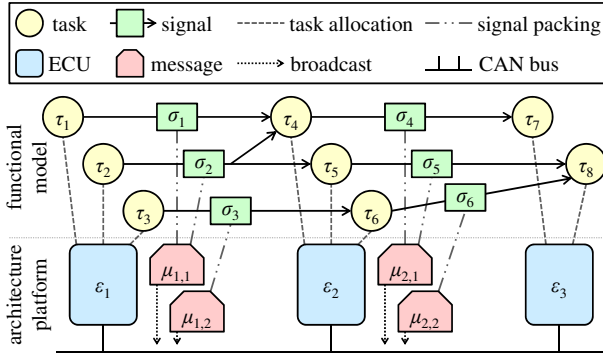 task signal task allocation signal packing
ECU message broadcast CAN bus
functional model
τ1 σ1 τ4 σ4 τ7
τ2 σ2 τ5 σ5 τ8
τ3 σ3 τ6 σ6
architecture platform
ε1 μ1,1 ε2 μ2,1 ε3
μ1,2 μ2,2